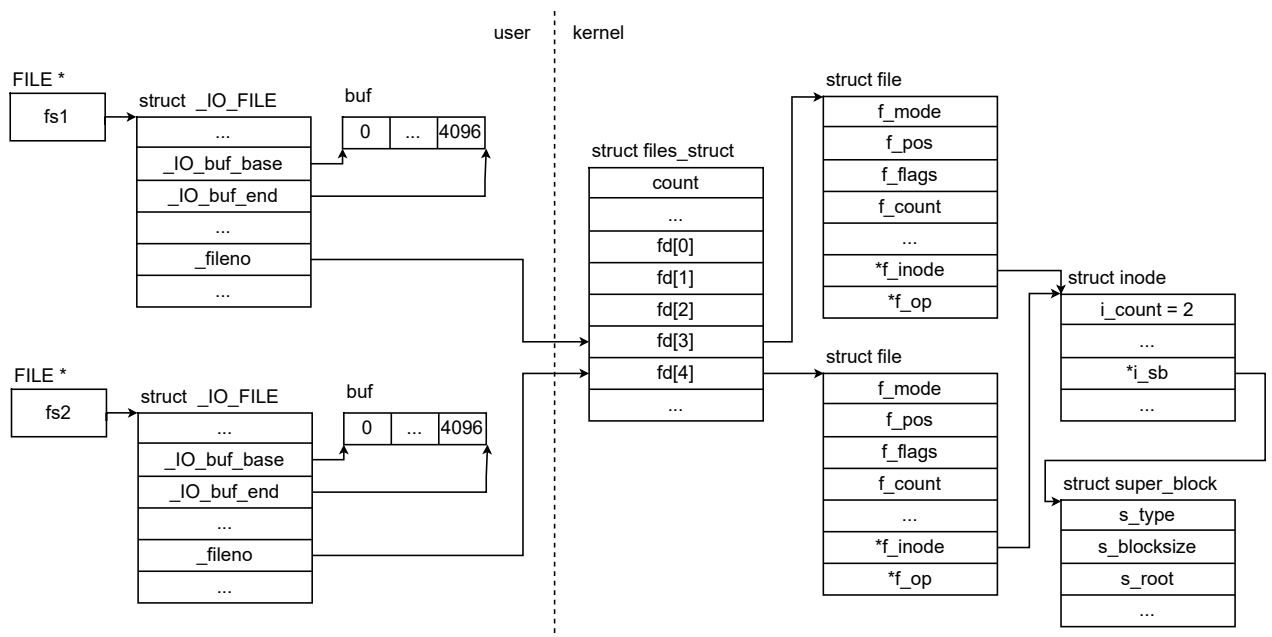 user
kernel
FILE *
fs1
struct _IO_FILE
...
_IO_buf_base
_IO_buf_end
...
_fileno
...
buf
0 ... 4096
FILE *
fs2
struct _IO_FILE
...
_IO_buf_base
_IO_buf_end
...
_fileno
...
buf
0 ... 4096
struct files_struct
count
...
fd[0]
fd[1]
fd[2]
fd[3]
fd[4]
...
struct file
f_mode
f_pos
f_flags
f_count
...
*f_inode
*f_op
struct file
f_mode
f_pos
f_flags
f_count
...
*f_inode
*f_op
struct inode
i_count = 2
...
*i_sb
...
struct super_block
s_type
s_blocksize
s_root
...